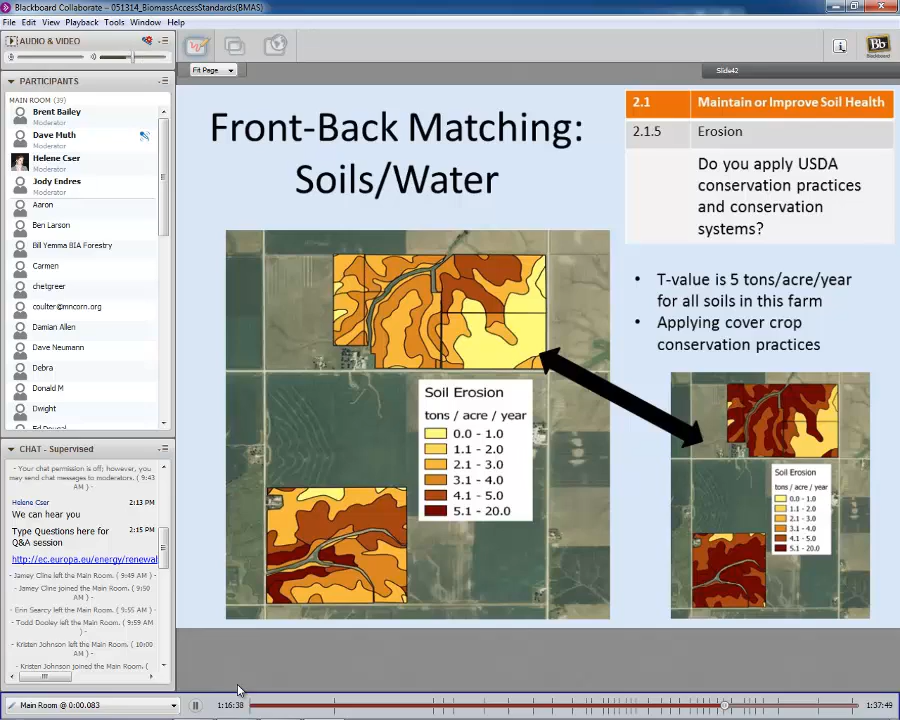 Blackboard Collaborate – 051314_BiomassAccessStandards(BMAS)
File Edit View Playback Tools Window Help
AUDIO & VIDEO
PARTICIPANTS
MAIN ROOM (39)
Brent Bailey
Moderator
Dave Muth
Moderator
Helene Cser
Moderator
Jody Endres
Moderator
Aaron
Ben Larson
Bill Yemma BIA Forestry
Carmen
chetgreer
coulter@mncorn.org
Damian Allen
Dave Neumann
Debra
Donald M
Dwight
CHAT - Supervised
- Your chat permission is off; however, you
may send chat messages to moderators. ( 9:43
AM ) -
Helene Cser 2:13 PM
We can hear you
Type Questions here for 2:15 PM
Q&A session
http://ec.europa.eu/energy/renewal
- Jamey Cline left the Main Room. ( 9:49 AM ) -
- Jamey Cline joined the Main Room. ( 9:50
AM ) -
- Erin Searcy left the Main Room. ( 9:55 AM ) -
- Todd Dooley left the Main Room. ( 9:59
AM ) -
- Kristen Johnson left the Main Room. ( 10:00
AM ) -
- Kristen Johnson joined the Main Room. (
Main Room @ 0:00.083
1:16:38
1:37:49
Fit Page
Slide42
Bb
Blackboard
Front-Back Matching:
Soils/Water
2.1 Maintain or Improve Soil Health
2.1.5 Erosion
Do you apply USDA
conservation practices
and conservation
systems?
• T-value is 5 tons/acre/year
for all soils in this farm
• Applying cover crop
conservation practices
Soil Erosion
tons / acre / year
0.0 - 1.0
1.1 - 2.0
2.1 - 3.0
3.1 - 4.0
4.1 - 5.0
5.1 - 20.0
Soil Erosion
tons / acre / year
0.0 - 1.0
1.1 - 2.0
2.1 - 3.0
3.1 - 4.0
4.1 - 5.0
5.1 - 20.0